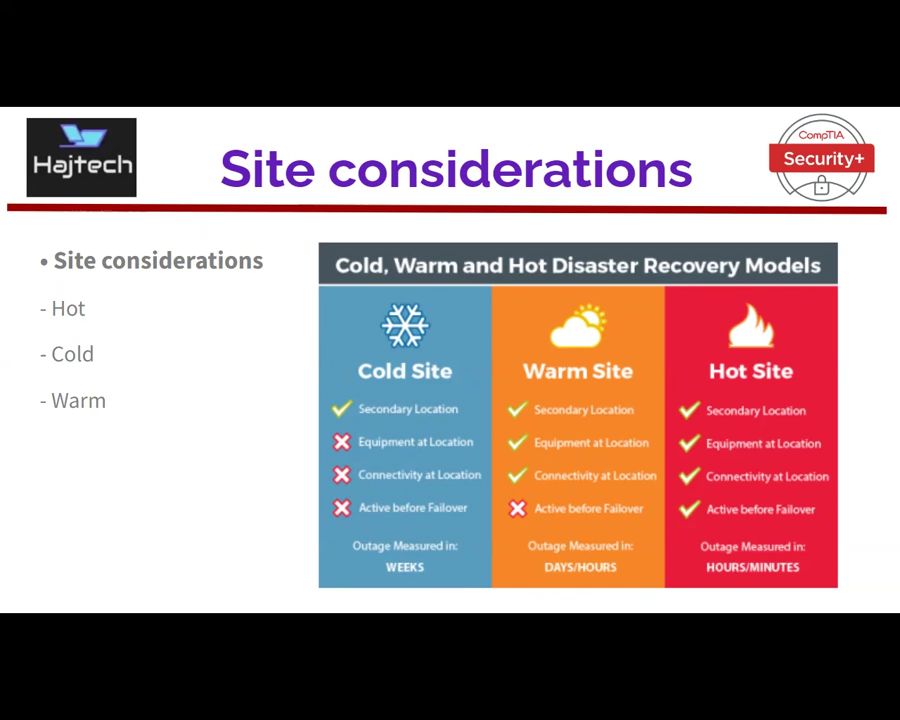 Hajtech
Site considerations
CompTIA
Security+
• Site considerations
- Hot
- Cold
- Warm
Cold, Warm and Hot Disaster Recovery Models
Cold Site
Secondary Location
Equipment at Location
Connectivity at Location
Active before Failover
Outage Measured in:
WEEKS
Warm Site
Secondary Location
Equipment at Location
Connectivity at Location
Active before Failover
Outage Measured in:
DAYS/HOURS
Hot Site
Secondary Location
Equipment at Location
Connectivity at Location
Active before Failover
Outage Measured in:
HOURS/MINUTES